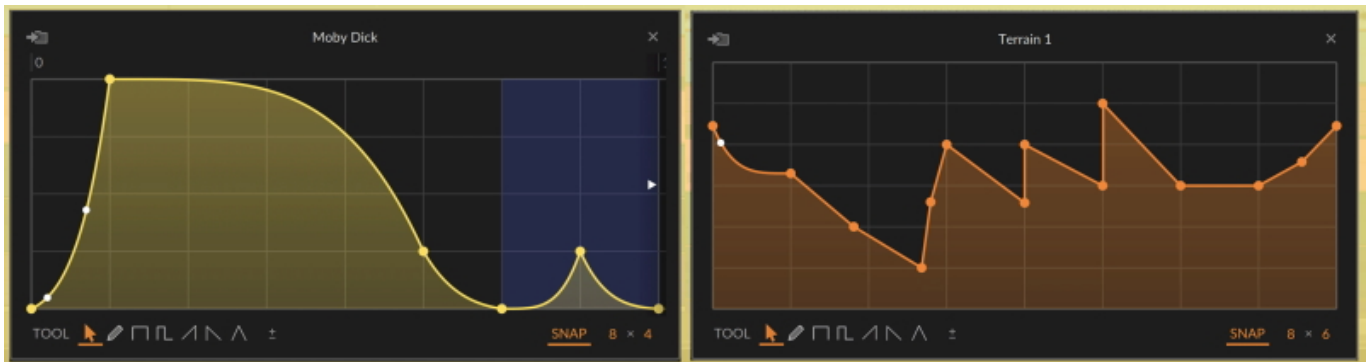 Moby Dick
0
TOOL
SNAP 8 × 4
Terrain 1
TOOL
SNAP 8 × 6